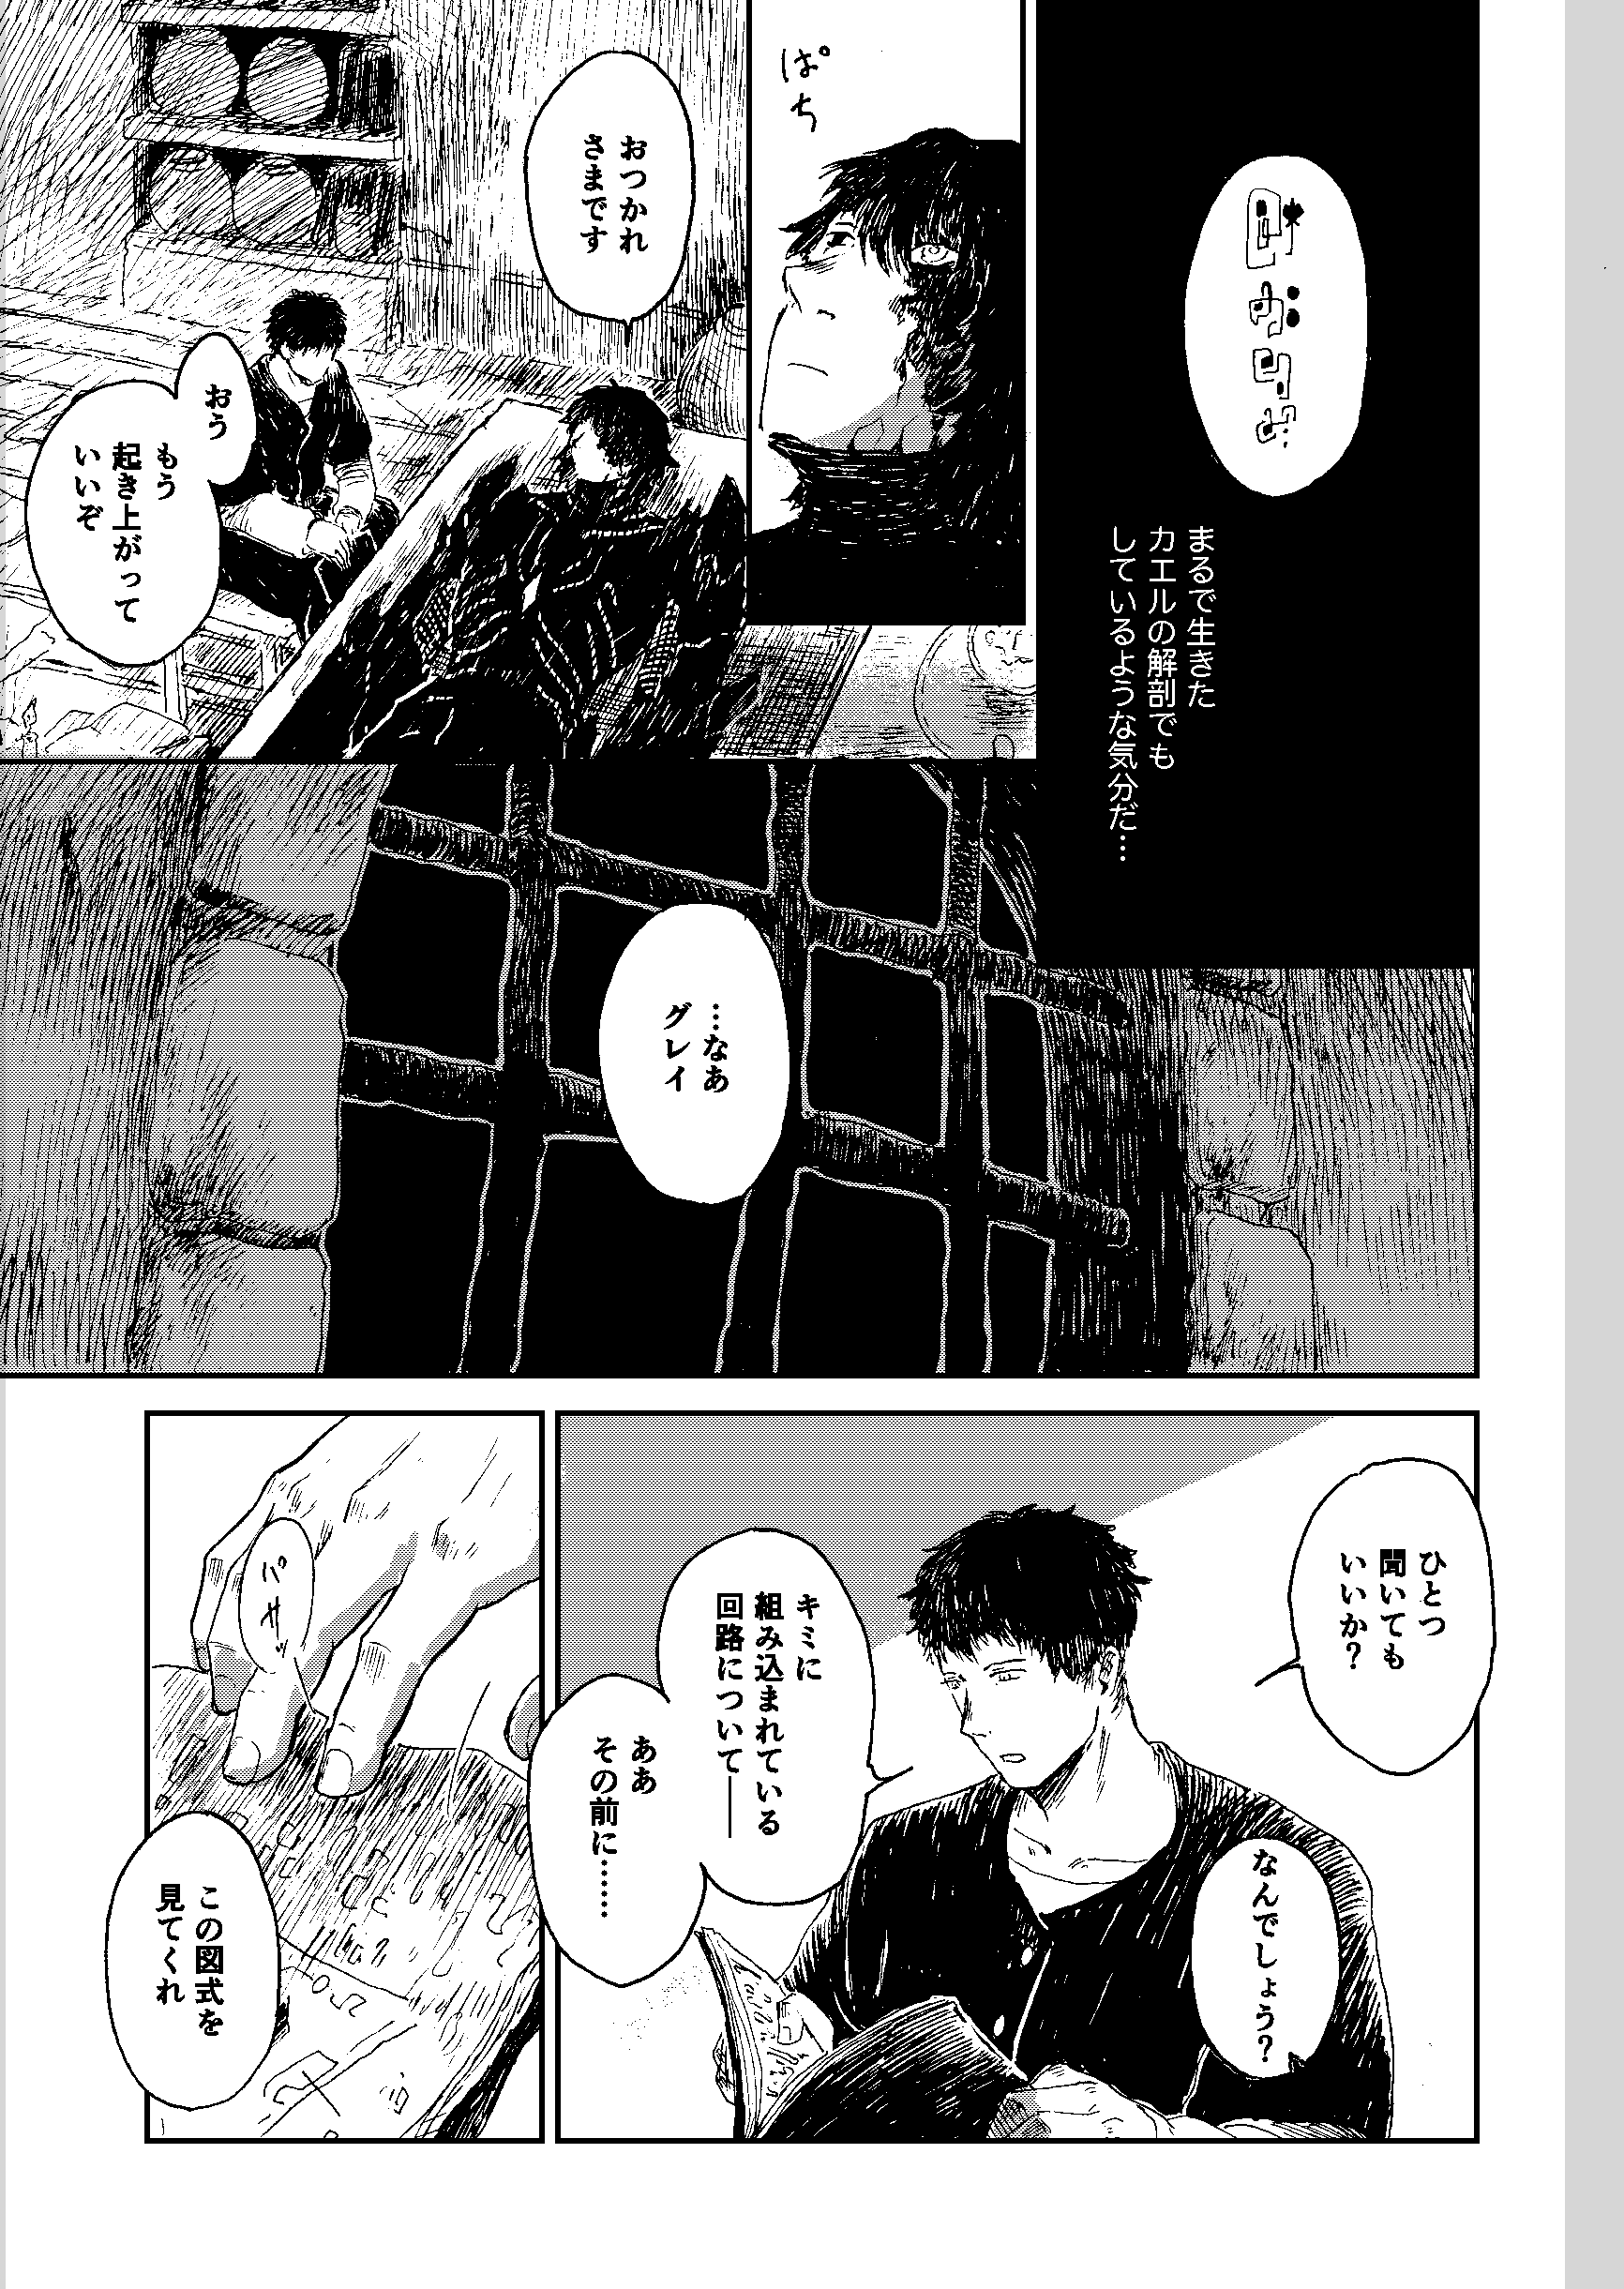 まるで生きた
カエルの解剖でも
しているような気分だ…
ぱち
おつかれ
さまです
おう
もう
起き上がって
いいぞ
…なあ
グレイ
ひとつ
聞いても
いいか？
なんでしょう？
キミに
組み込まれている
回路について――
ああ
その前に……
パサッ
この図式を
見てくれ